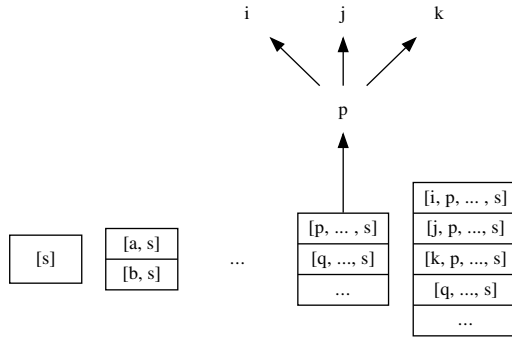 i j k
p
[s]
[a, s]
[b, s]
...
[p, ... , s]
[q, ..., s]
...
[i, p, ... , s]
[j, p, ..., s]
[k, p, ..., s]
[q, ..., s]
...